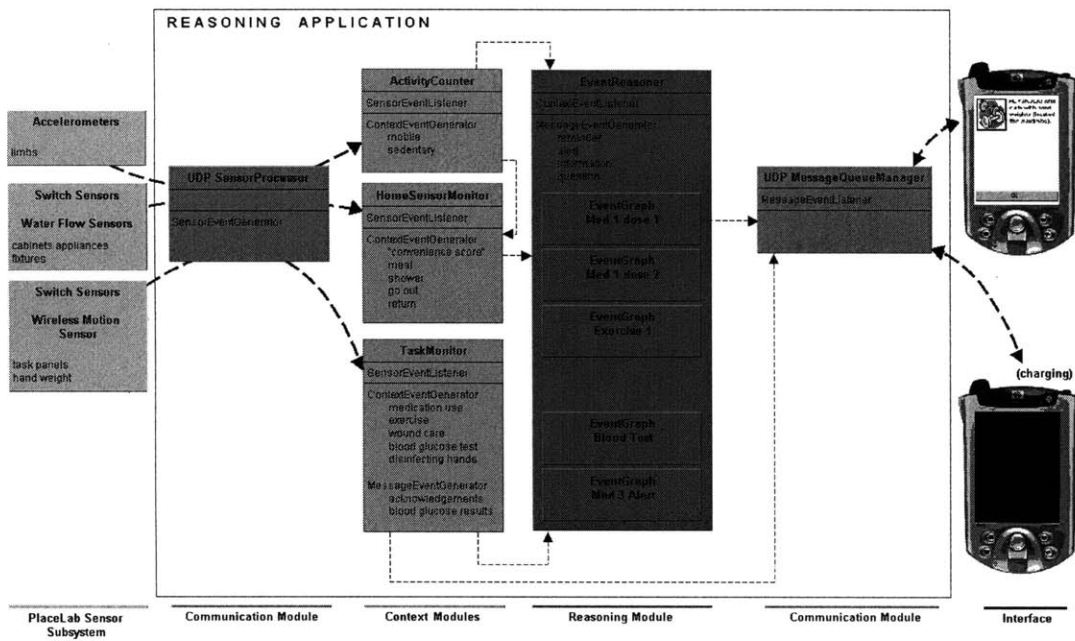 REASONING APPLICATION
Accelerometers
limbs
Switch Sensors
Water Flow Sensors
cabinets appliances
fixtures
Switch Sensors
Wireless Motion
Sensor
task panels
hand weight
UDP SensorProcessor
SensorEventGenerator
ActivityCounter
SensorEventListener
ContextEventGenerator
mobile
sedentary
HomeSensorMonitor
SensorEventListener
ContextEventGenerator
"convenience score"
meal
shower
go out
return
TaskMonitor
SensorEventListener
ContextEventGenerator
medication use
exercise
wound care
blood glucose test
disinfecting hands
MessageEventGenerator
acknowledgements
blood glucose results
EventReasoner
ContextEventListener
MessageEventGenerator
reminder
alert
information
question
EventGraph
Med 1 dose 1
EventGraph
Med 1 dose 2
EventGraph
Exercise 1
EventGraph
Blood Test
EventGraph
Med 3 Alert
UDP MessageQueueManager
MessageEventListener
(charging)
PlaceLab Sensor
Subsystem
Communication Module
Context Modules
Reasoning Module
Communication Module
Interface